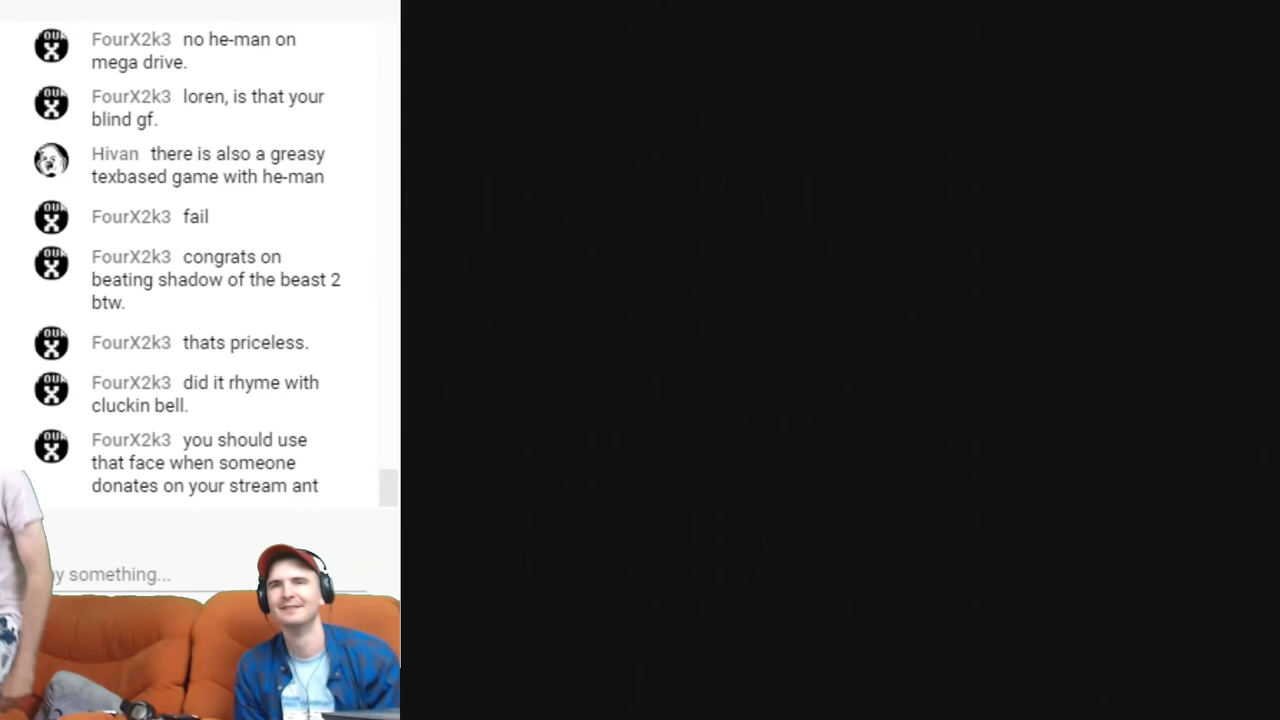 FourX2k3 no he-man on
mega drive.
FourX2k3 loren, is that your
blind gf.
Hivan there is also a greasy
texbased game with he-man
FourX2k3 fail
FourX2k3 congrats on
beating shadow of the beast 2
btw.
FourX2k3 thats priceless.
FourX2k3 did it rhyme with
cluckin bell.
FourX2k3 you should use
that face when someone
donates on your stream ant
something...